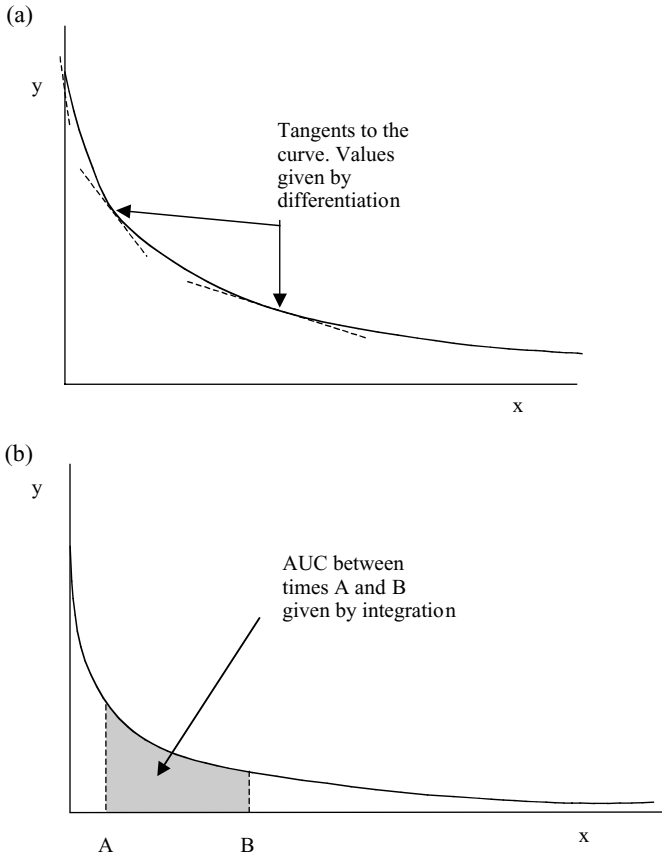 (a)
y
Tangents to the
curve. Values
given by
differentiation
x
(b)
y
AUC between
times A and B
given by integration
A
B
x